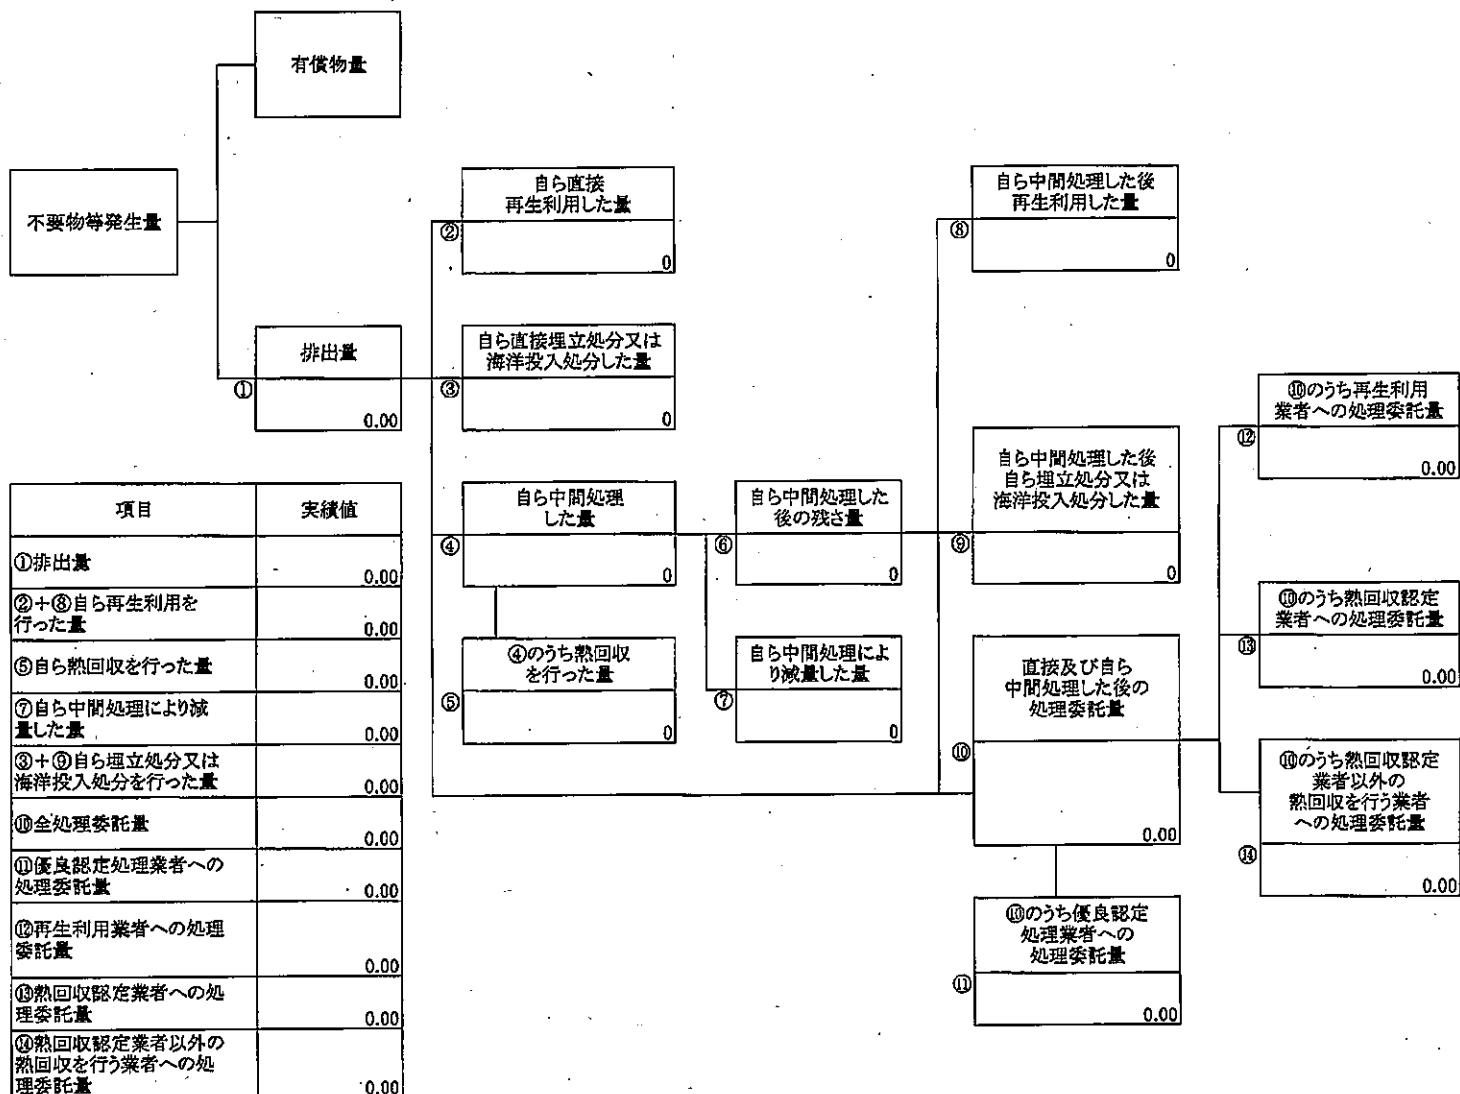 有償物量
不要物等発生量
排出量
①
0.00
自ら直接
再生利用した量
②
0
自ら直接埋立処分又は
海洋投入処分した量
③
0
自ら中間処理
した量
④
0
④のうち熱回収
を行った量
⑤
0
自ら中間処理した
後の残さ量
⑥
0
自ら中間処理によ
り減量した量
⑦
0
自ら中間処理した後
再生利用した量
⑧
0
自ら中間処理した後
自ら埋立処分又は
海洋投入処分した量
⑨
0
直接及び自ら
中間処理した後の
処理委託量
⑩
0.00
⑩のうち優良認定
処理業者への
処理委託量
⑪
0.00
⑩のうち再生利用
業者への処理委託量
⑫
0.00
⑩のうち熱回収認定
業者への処理委託量
⑬
0.00
⑩のうち熱回収認定
業者以外の
熱回収を行う業者
への処理委託量
⑭
0.00
項目 実績値
①排出量
0.00
②+⑧自ら再生利用を
行った量
0.00
⑤自ら熱回収を行った量
0.00
⑦自ら中間処理により減
量した量
0.00
③+⑨自ら埋立処分又は
海洋投入処分を行った量
0.00
⑩全処理委託量
0.00
⑪優良認定処理業者への
処理委託量
0.00
⑫再生利用業者への処理
委託量
0.00
⑬熱回収認定業者への処
理委託量
0.00
⑭熱回収認定業者以外の
熱回収を行う業者への処
理委託量
0.00